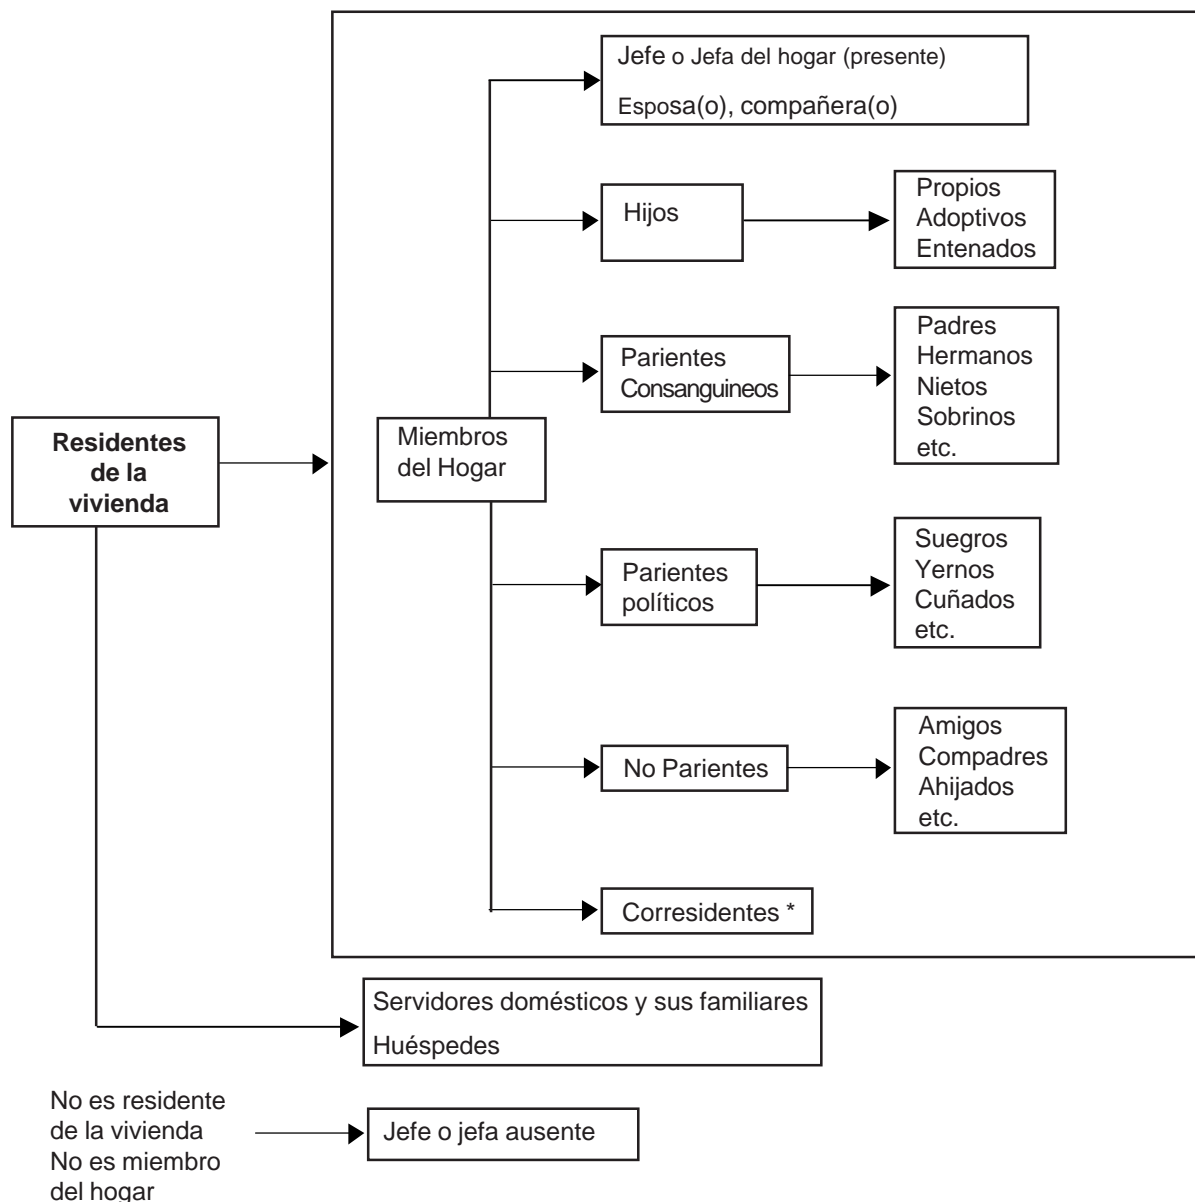 Jefe o Jefa del hogar (presente)
Esposa(o), compañera(o)
Hijos
Propios
Adoptivos
Entenados
Parientes
Consanguineos
Padres
Hermanos
Nietos
Sobrinos
etc.
Residentes
de la
vivienda
Miembros
del Hogar
Parientes
políticos
Suegros
Yernos
Cuñados
etc.
No Parientes
Amigos
Compadres
Ahijados
etc.
Corresidentes *
Servidores domésticos y sus familiares
Huéspedes
No es residente
de la vivienda
No es miembro
del hogar
Jefe o jefa ausente